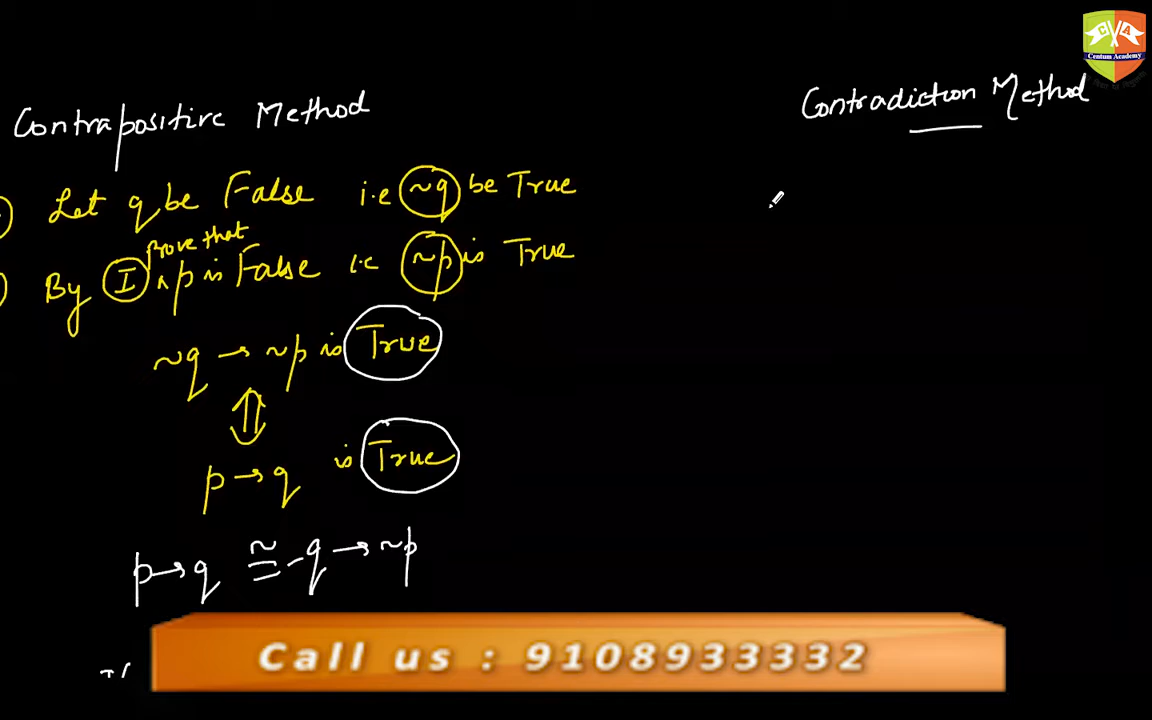 Contrapositive Method
Let q be False i.e ~q be True
prove that
By I ^ p is False i.e ~p is True
~q → ~p is True
⇕
p → q is True
p → q ≅ ~q → ~p
Contradiction Method
Centum Academy
Call us : 9108933332